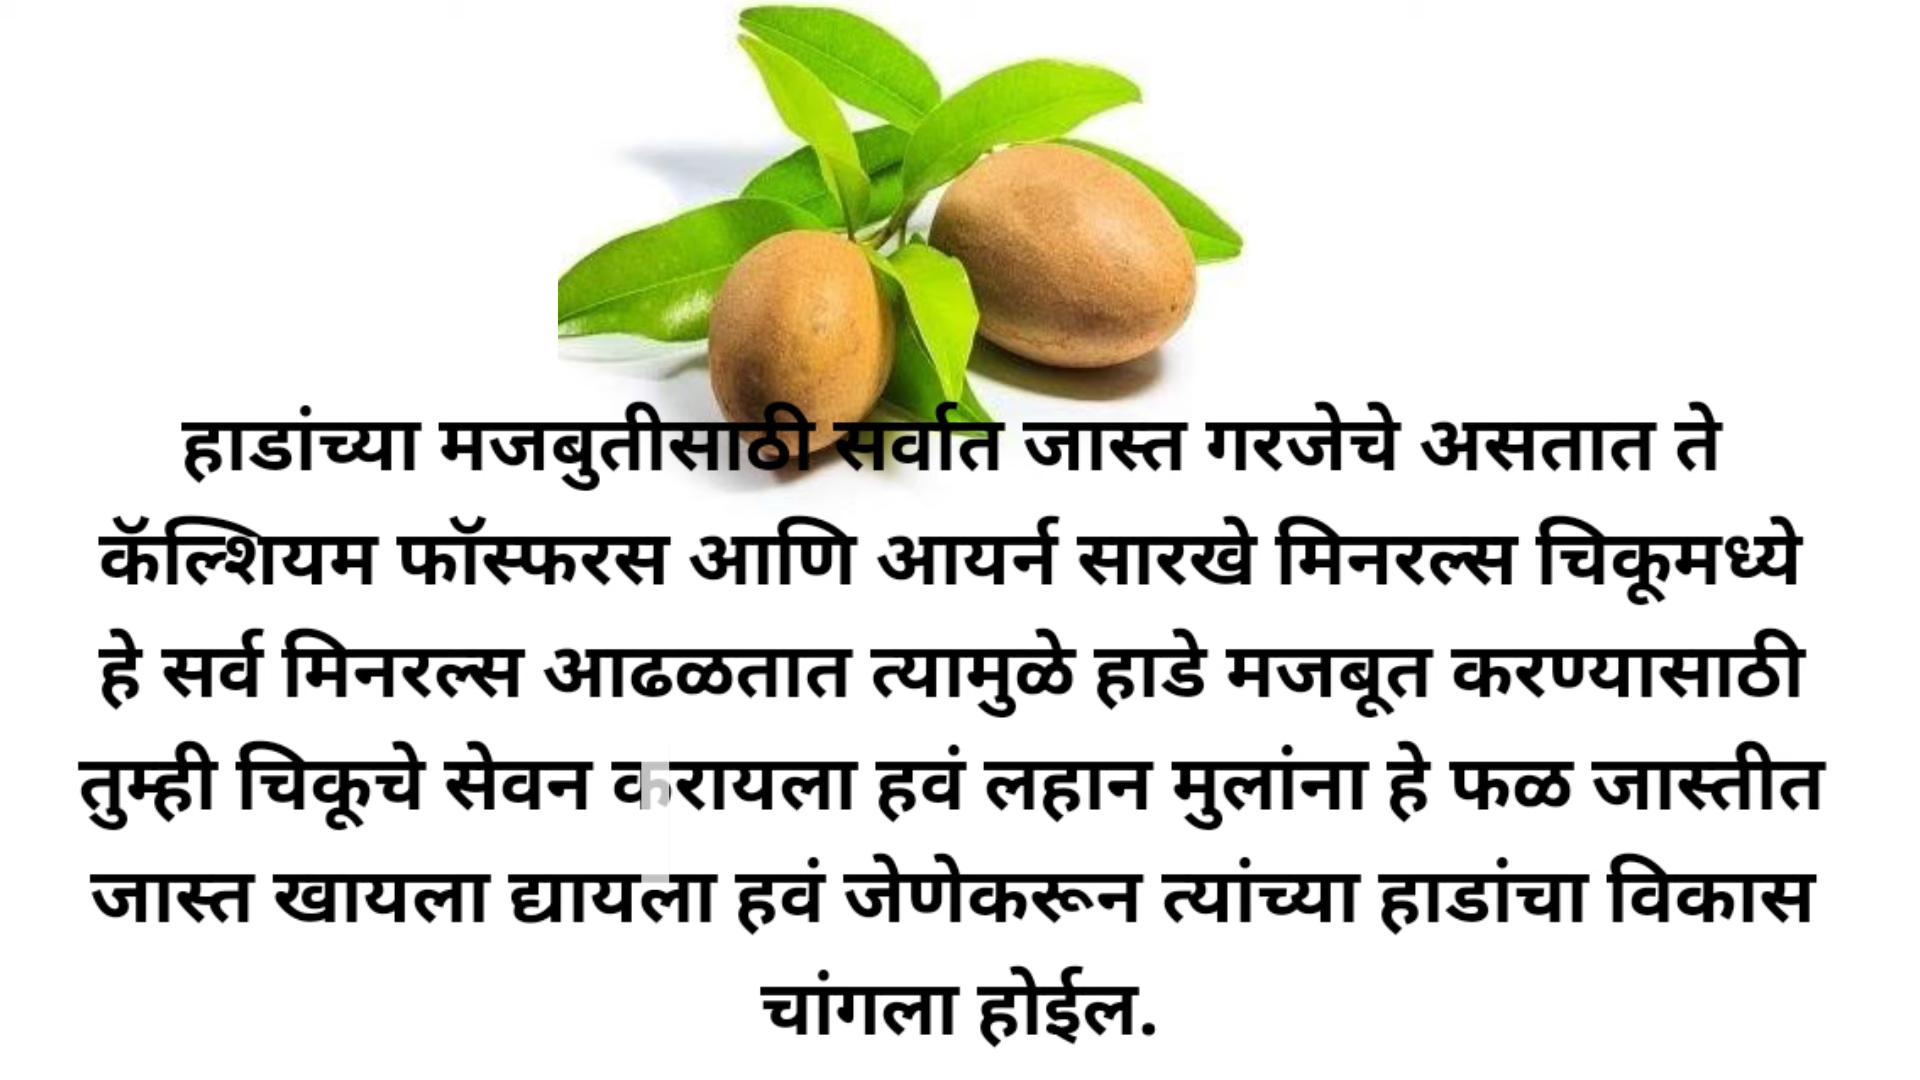 हाडांच्या मजबुतीसाठी सर्वात जास्त गरजेचे असतात ते
कॅल्शियम फॉस्फरस आणि आयर्न सारखे मिनरल्स चिकूमध्ये
हे सर्व मिनरल्स आढळतात त्यामुळे हाडे मजबूत करण्यासाठी
तुम्ही चिकूचे सेवन करायला हवं लहान मुलांना हे फळ जास्तीत
जास्त खायला द्यायला हवं जेणेकरून त्यांच्या हाडांचा विकास
चांगला होईल.